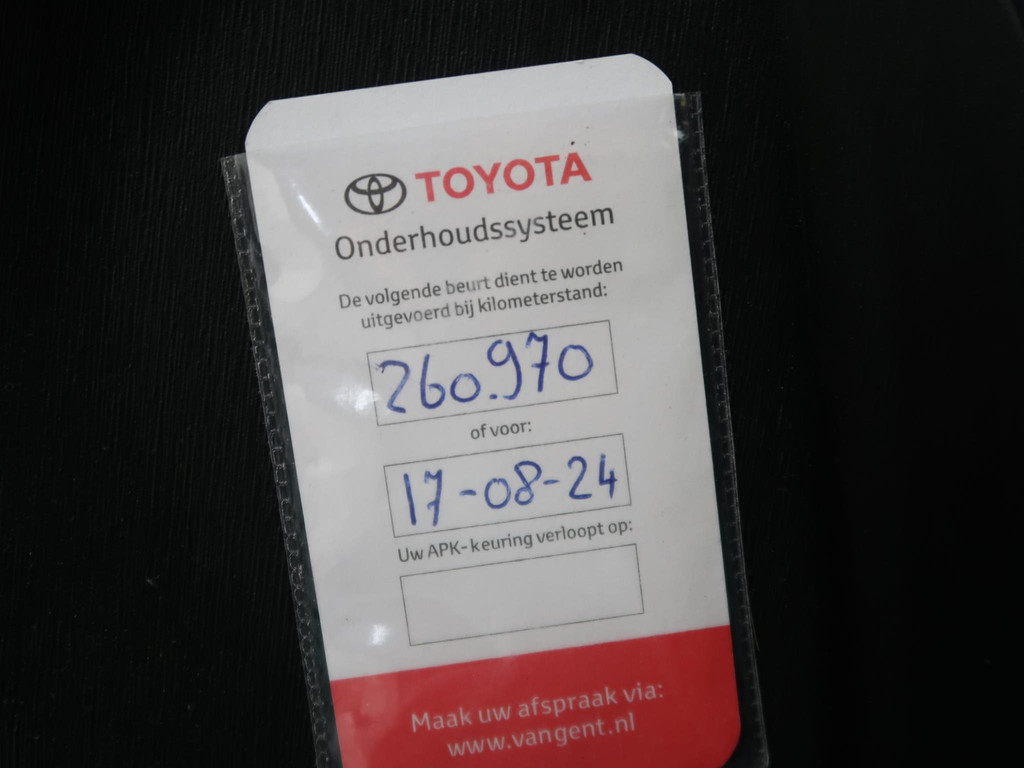 TOYOTA
Onderhoudssysteem
De volgende beurt dient te worden
uitgevoerd bij kilometerstand:
260.970
of voor:
17-08-24
Uw APK-keuring verloopt op:
Maak uw afspraak via:
www.vangent.nl